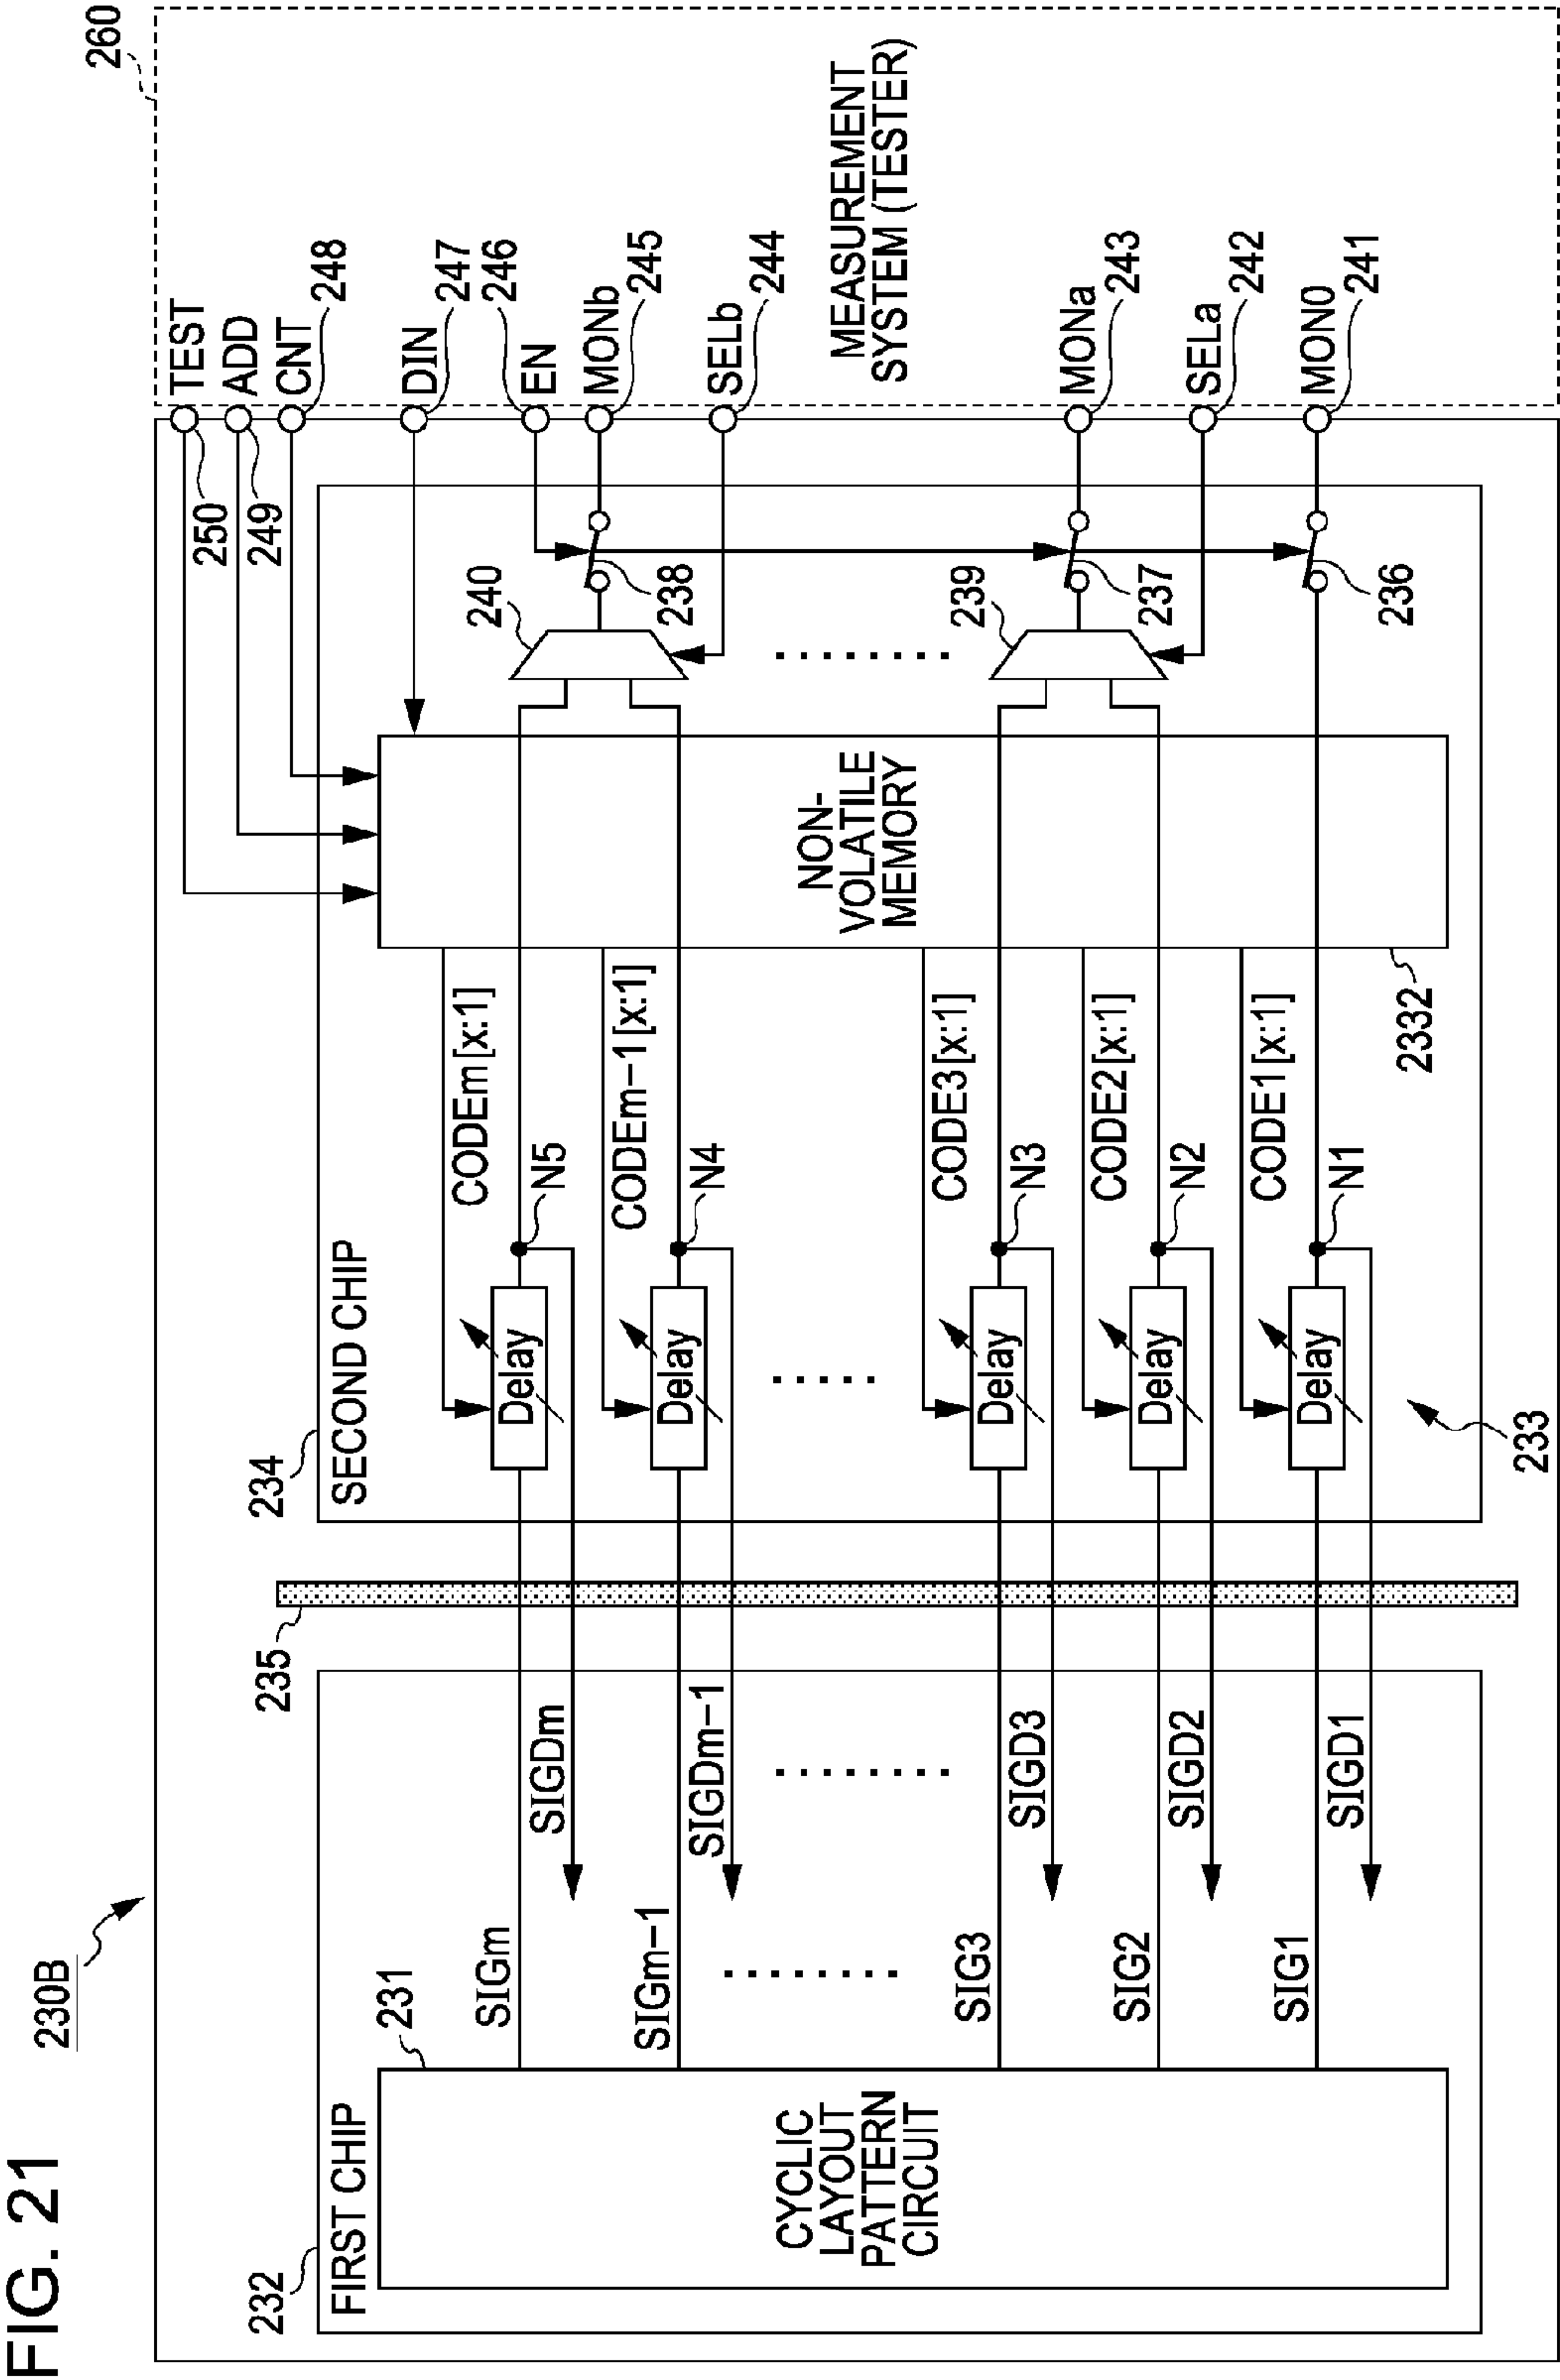 FIG. 21
230B
232
FIRST CHIP
231
CYCLIC
LAYOUT
PATTERN
CIRCUIT
SIGm
SIGDm
SIGm−1
SIGDm−1
SIG3
SIGD3
SIG2
SIGD2
SIG1
SIGD1
235
234
SECOND CHIP
Delay
CODEm[x:1]
N5
Delay
CODEm−1[x:1]
N4
Delay
CODE3[x:1]
N3
Delay
CODE2[x:1]
N2
Delay
CODE1[x:1]
N1
233
NON-
VOLATILE
MEMORY
2332
240
238
239
237
236
250
249
TEST
ADD
CNT
248
DIN
247
246
EN
MONb
245
SELb
244
MONa
243
SELa
242
MON0
241
MEASUREMENT
SYSTEM (TESTER)
260